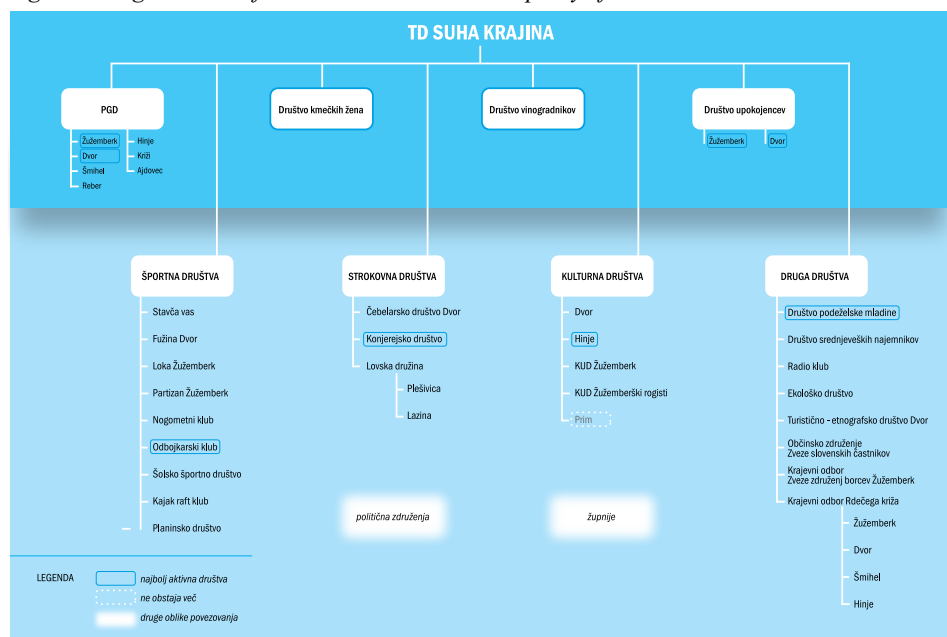 TD SUHA KRAJINA
PGD
Žužemberk
Dvor
Šmihel
Reber
Hinje
Križi
Ajdovec
Društvo kmečkih žena
Društvo vinogradnikov
Društvo upokojencev
Žužemberk
Dvor
ŠPORTNA DRUŠTVA
Stavča vas
Fužina Dvor
Loka Žužemberk
Partizan Žužemberk
Nogometni klub
Odbojkarski klub
Šolsko športno društvo
Kajak raft klub
Planinsko društvo
STROKOVNA DRUŠTVA
Čebelarsko društvo Dvor
Konjerejsko društvo
Lovska družina
Plešivica
Lazina
politična združenja
KULTURNA DRUŠTVA
Dvor
Hinje
KUD Žužemberk
KUD Žužemberški rogisti
Prim
župnije
DRUGA DRUŠTVA
Društvo podeželske mladine
Društvo srednjeveških najemnikov
Radio klub
Ekološko društvo
Turistično - etnografsko društvo Dvor
Občinsko združenje
Zveze slovenskih častnikov
Krajevni odbor
Zveze združenj borcev Žužemberk
Krajevni odbor Rdečega križa
Žužemberk
Dvor
Šmihel
Hinje
LEGENDA
najbolj aktivna društva
ne obstaja več
druge oblike povezovanja